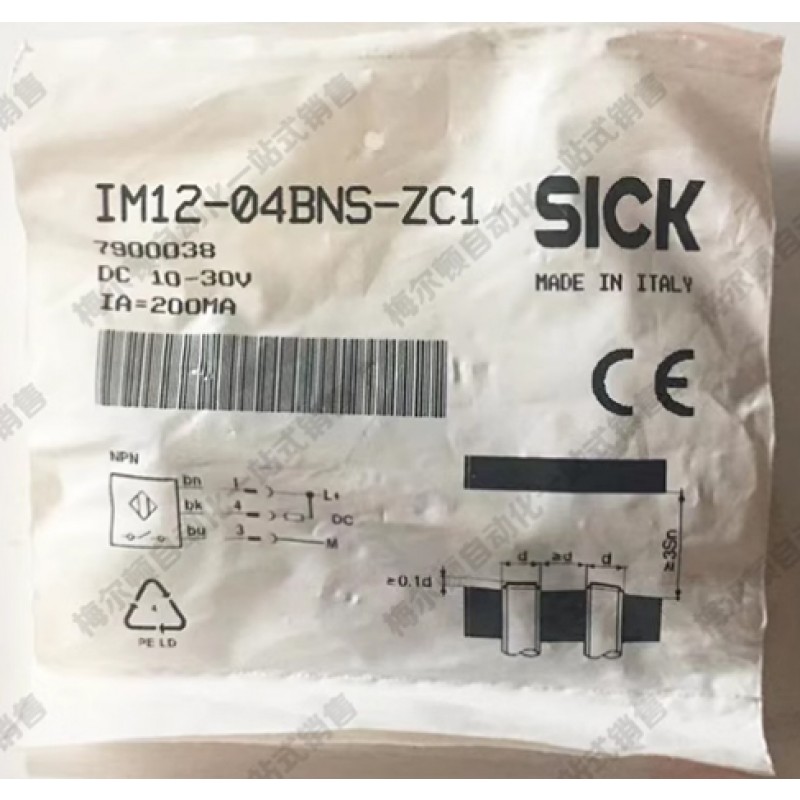 IM12-04BNS-ZC1
SICK
7900038
MADE IN ITALY
DC 10-30V
IA=200MA
CE
NPN
bn 1 L+
bk 4 DC
bu 3 M
d ≥d d
≥0.1d
≥3Sn
4
PE LD
梅尔顿自动化一站式销售